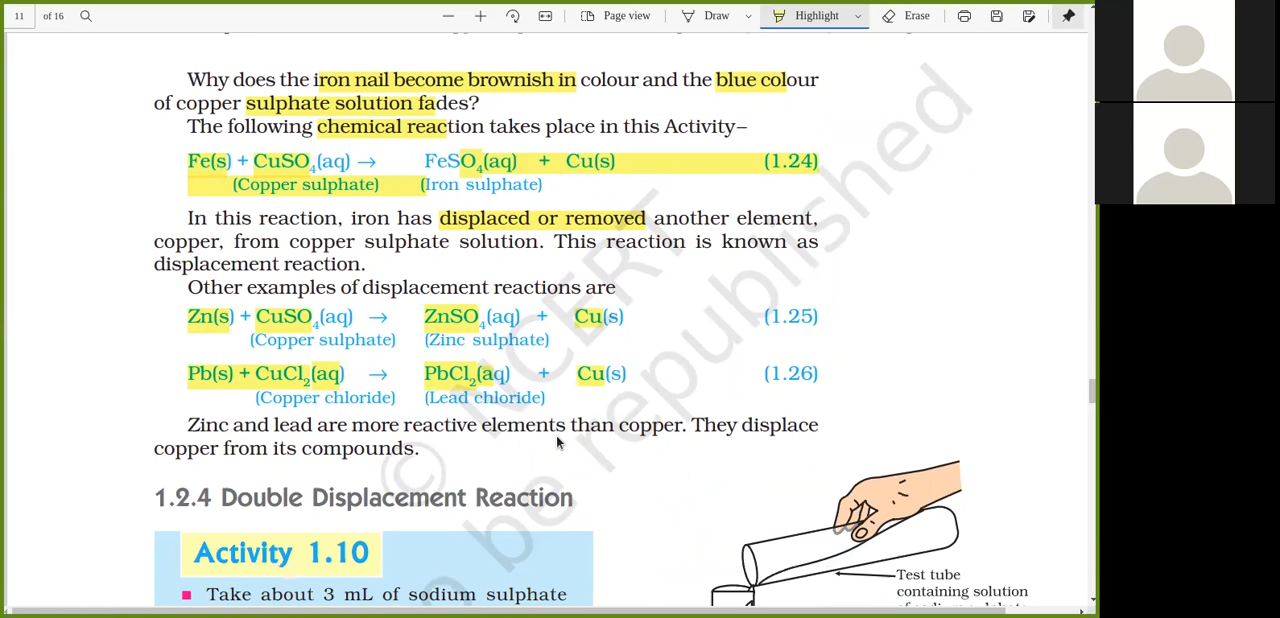 11 of 16 Page view Draw Highlight Erase
Why does the iron nail become brownish in colour and the blue colour
of copper sulphate solution fades?
The following chemical reaction takes place in this Activity–
Fe(s) + CuSO₄(aq) → FeSO₄(aq) + Cu(s) (1.24)
(Copper sulphate) (Iron sulphate)
In this reaction, iron has displaced or removed another element,
copper, from copper sulphate solution. This reaction is known as
displacement reaction.
Other examples of displacement reactions are
Zn(s) + CuSO₄(aq) → ZnSO₄(aq) + Cu(s) (1.25)
(Copper sulphate) (Zinc sulphate)
Pb(s) + CuCl₂(aq) → PbCl₂(aq) + Cu(s) (1.26)
(Copper chloride) (Lead chloride)
Zinc and lead are more reactive elements than copper. They displace
copper from its compounds.
1.2.4 Double Displacement Reaction
Activity 1.10
Take about 3 mL of sodium sulphate
Test tube
containing solution
© NCERT
be republished